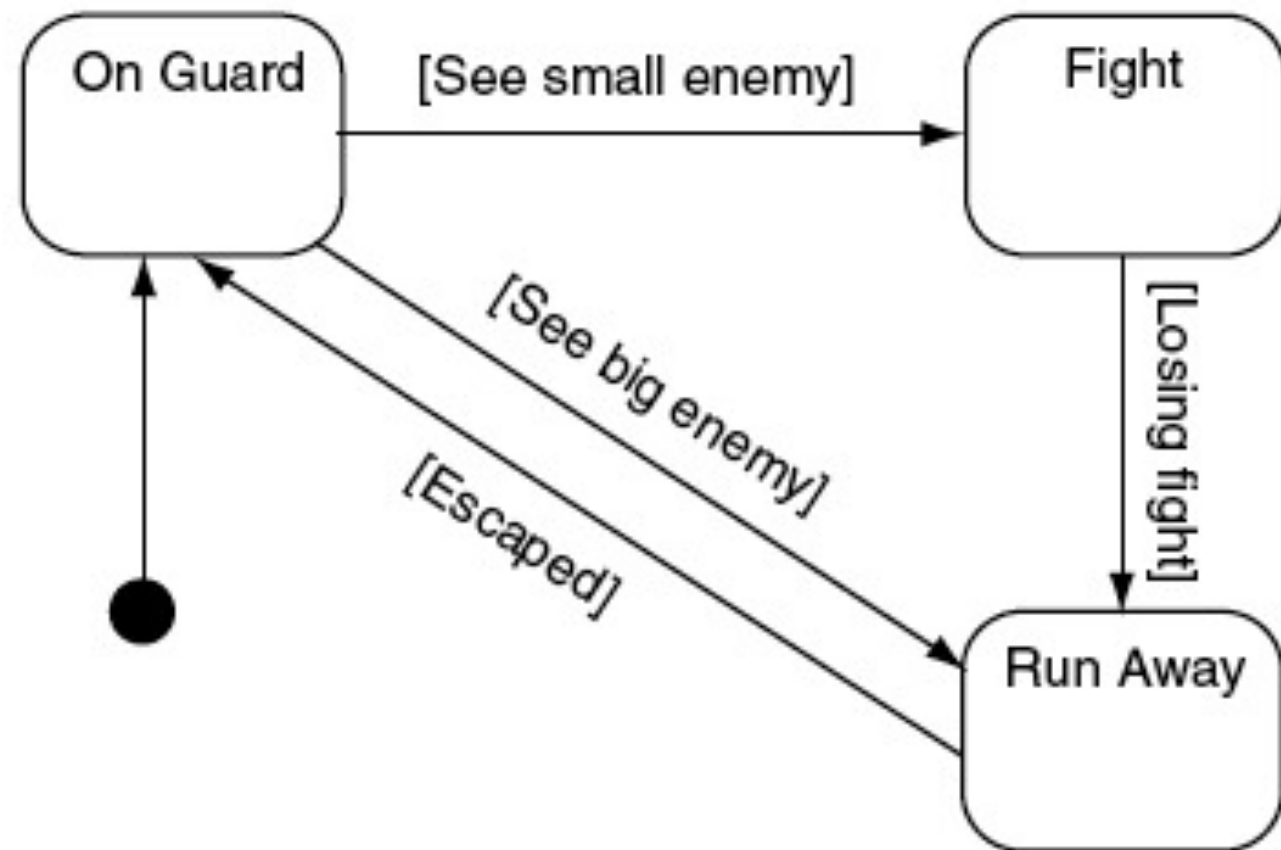 On Guard
[See small enemy]
Fight
[See big enemy]
[Losing fight]
[Escaped]
Run Away